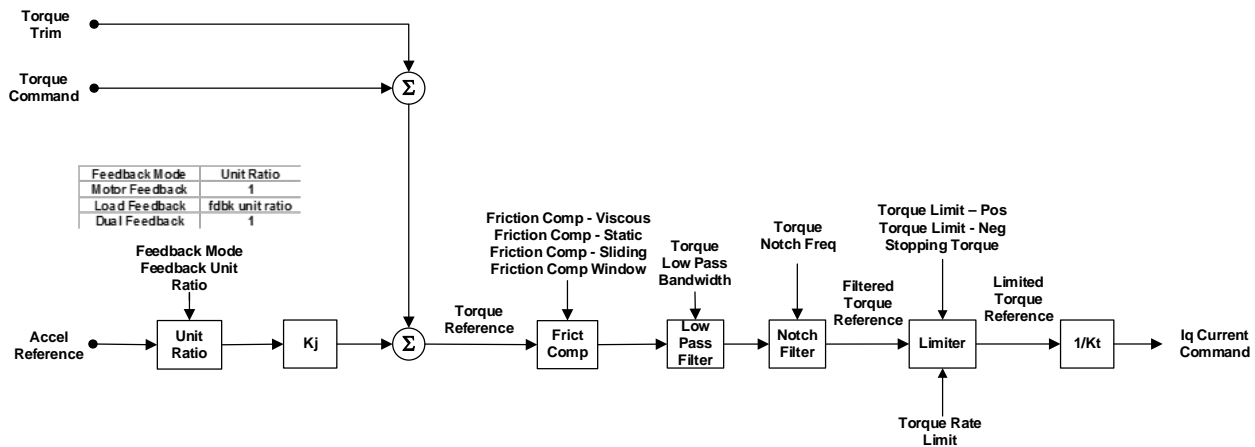 Torque
Trim
Torque
Command
Σ
Feedback Mode Unit Ratio
Motor Feedback 1
Load Feedback fdbk unit ratio
Dual Feedback 1
Feedback Mode
Feedback Unit
Ratio
Accel
Reference
Unit
Ratio
Kj
Σ
Torque
Reference
Friction Comp - Viscous
Friction Comp - Static
Friction Comp - Sliding
Friction Comp Window
Frict
Comp
Torque
Low Pass
Bandwidth
Low
Pass
Filter
Torque
Notch Freq
Notch
Filter
Filtered
Torque
Reference
Torque Limit – Pos
Torque Limit - Neg
Stopping Torque
Limiter
Torque Rate
Limit
Limited
Torque
Reference
1/Kt
Iq Current
Command